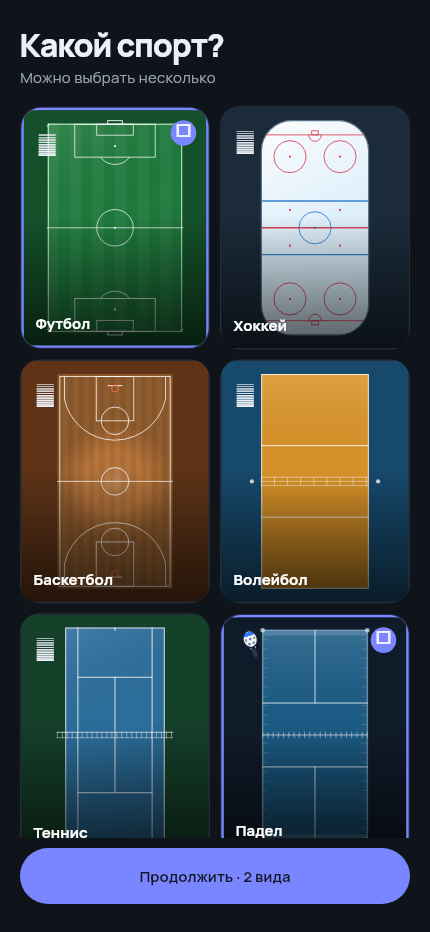 Какой спорт?
Можно выбрать несколько
Футбол
Хоккей
Баскетбол
Волейбол
Теннис
Падел
Продолжить · 2 вида